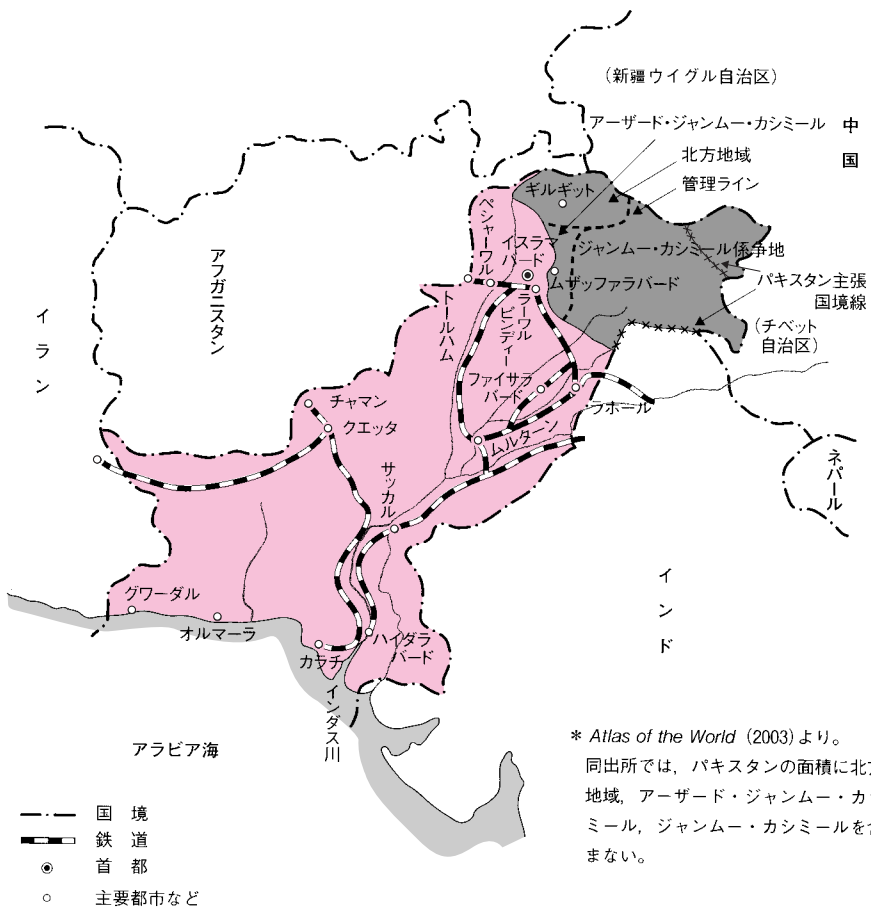 (新疆ウイグル自治区)
アーザード・ジャンムー・カシミール
中国
北方地域
管理ライン
ギルギット
ペシャーワル
イスラマバード
ジャンムー・カシミール係争地
ムザッファラバード
パキスタン主張国境線
(チベット自治区)
アフガニスタン
イラン
トールハム
ラーワルピンディー
ファイサラバード
ラホール
チャマン
クエッタ
ムルターン
サッカル
ネパール
インド
グワーダル
オルマーラ
カラチ
ハイダラバード
インダス川
アラビア海
* Atlas of the World (2003)より。
同出所では,パキスタンの面積に北方
地域,アーザード・ジャンムー・カシ
ミール,ジャンムー・カシミールを含
まない。
国 境
鉄 道
首 都
主要都市など